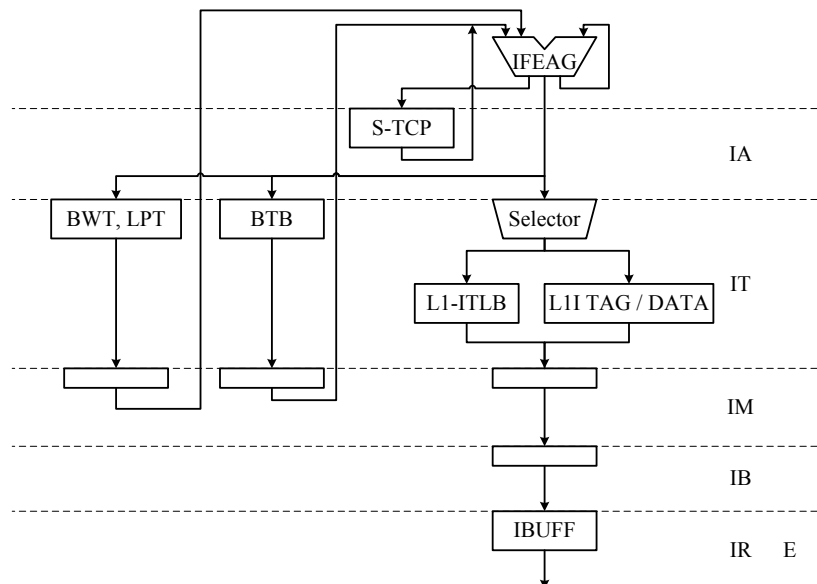 IFEAG
S-TCP
IA
BWT, LPT
BTB
Selector
L1-ITLB
L1I TAG / DATA
IT
IM
IB
IBUFF
IR E